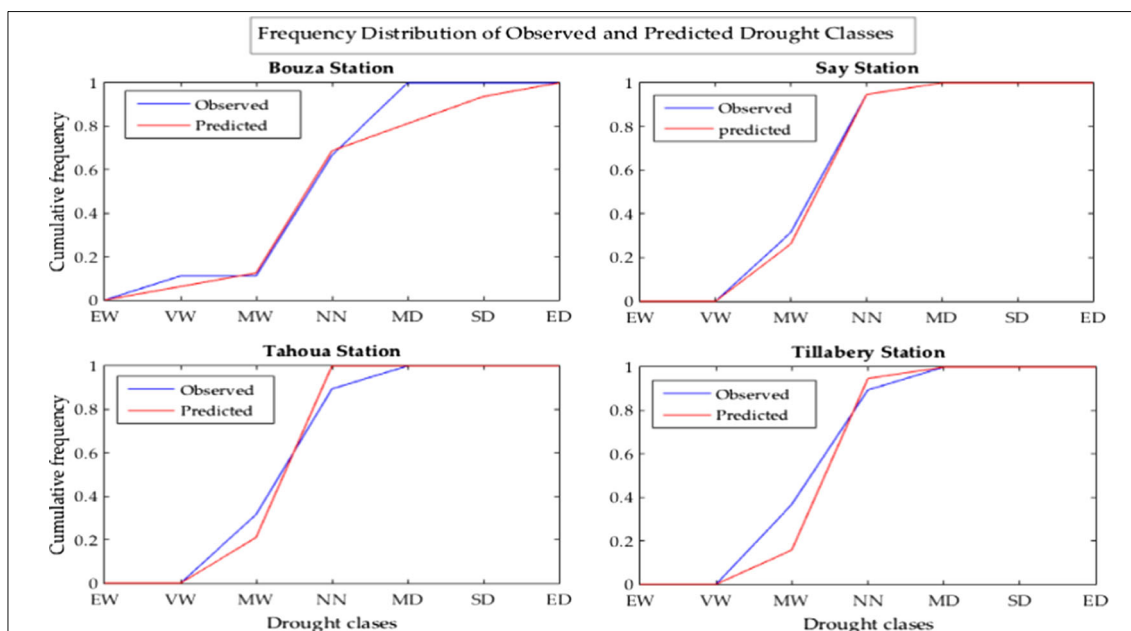 Frequency Distribution of Observed and Predicted Drought Classes
Bouza Station
Cumulative frequency
1
0.8
0.6
0.4
0.2
0
Observed
Predicted
EW VW MW NN MD SD ED
Say Station
1
0.8
0.6
0.4
0.2
0
Observed
predicted
EW VW MW NN MD SD ED
Tahoua Station
Cumulative frequency
1
0.8
0.6
0.4
0.2
0
Observed
Predicted
EW VW MW NN MD SD ED
Drought clases
Tillabery Station
1
0.8
0.6
0.4
0.2
0
Observed
Predicted
EW VW MW NN MD SD ED
Drought clases